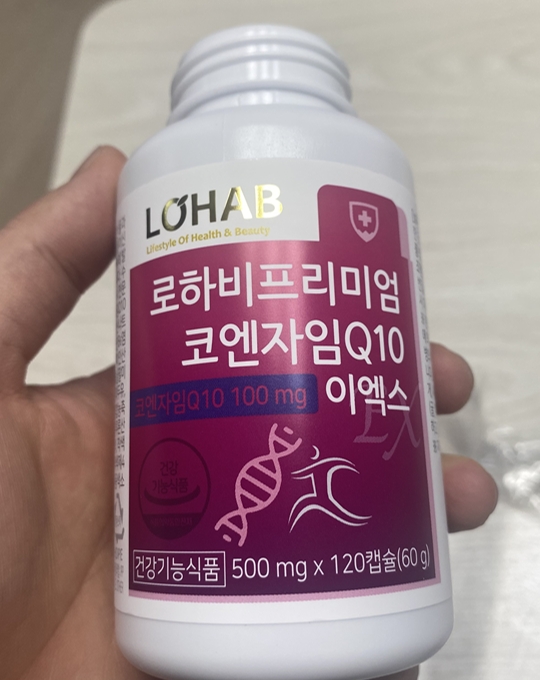 LOHAB
Lifestyle Of Health & Beauty
로하비프리미엄
코엔자임Q10
코엔자임Q10 100 mg
이엑스
EX
건강
기능식품
건강기능식품 500 mg x 120캡슐(60 g)